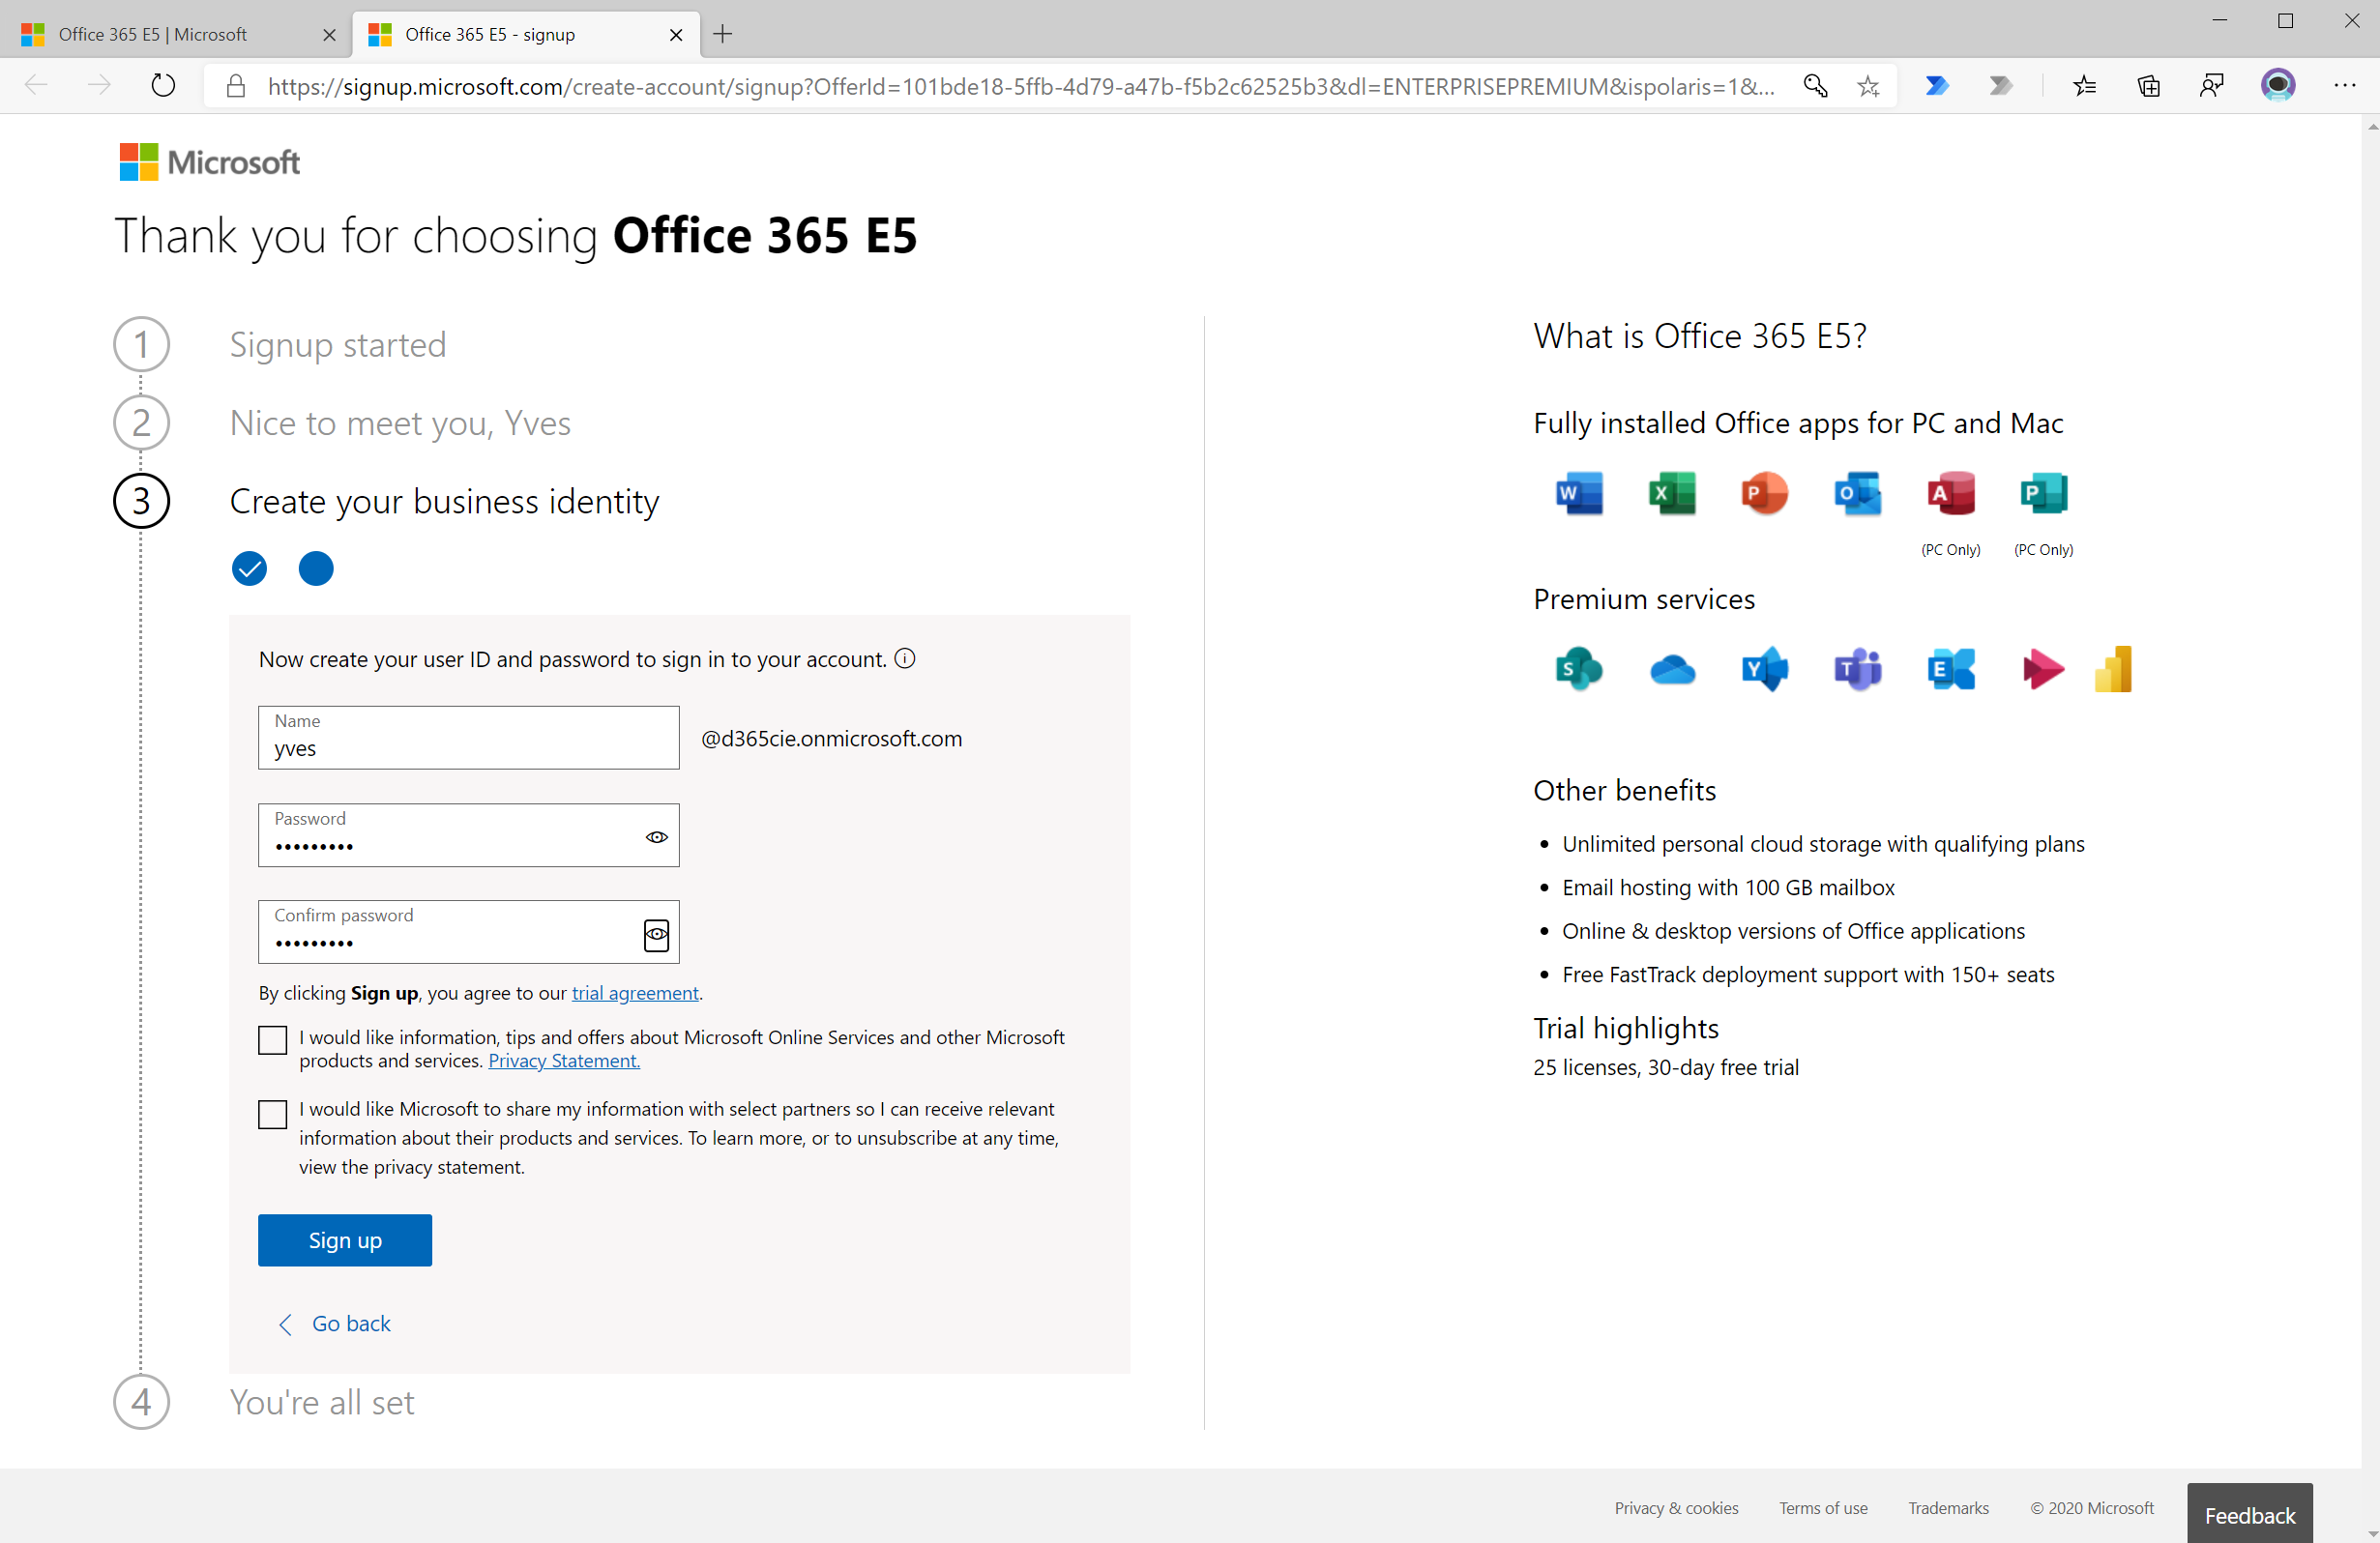 Office 365 E5 | Microsoft
Office 365 E5 - signup
https://signup.microsoft.com/create-account/signup?OfferId=101bde18-5ffb-4d79-a47b-f5b2c62525b3&dl=ENTERPRISEPREMIUM&ispolaris=1&...
Microsoft
Thank you for choosing Office 365 E5
1 Signup started
2 Nice to meet you, Yves
3 Create your business identity
Now create your user ID and password to sign in to your account.
Name
yves
@d365cie.onmicrosoft.com
Password
•••••••••
Confirm password
•••••••••
By clicking Sign up, you agree to our trial agreement.
I would like information, tips and offers about Microsoft Online Services and other Microsoft
products and services. Privacy Statement.
I would like Microsoft to share my information with select partners so I can receive relevant
information about their products and services. To learn more, or to unsubscribe at any time,
view the privacy statement.
Sign up
Go back
4 You're all set
What is Office 365 E5?
Fully installed Office apps for PC and Mac
W X P O A P
(PC Only) (PC Only)
Premium services
S Y T E
Other benefits
• Unlimited personal cloud storage with qualifying plans
• Email hosting with 100 GB mailbox
• Online & desktop versions of Office applications
• Free FastTrack deployment support with 150+ seats
Trial highlights
25 licenses, 30-day free trial
Privacy & cookies Terms of use Trademarks © 2020 Microsoft
Feedback